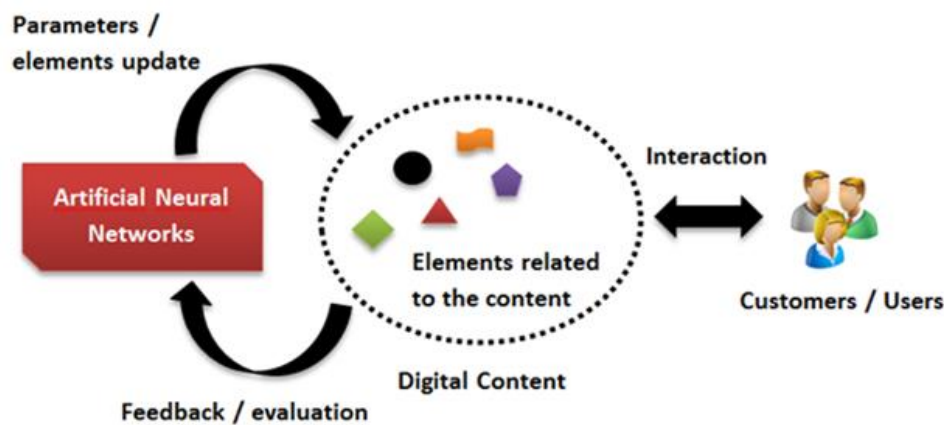 Parameters /
elements update
Artificial Neural
Networks
Interaction
Elements related
to the content
Customers / Users
Digital Content
Feedback / evaluation